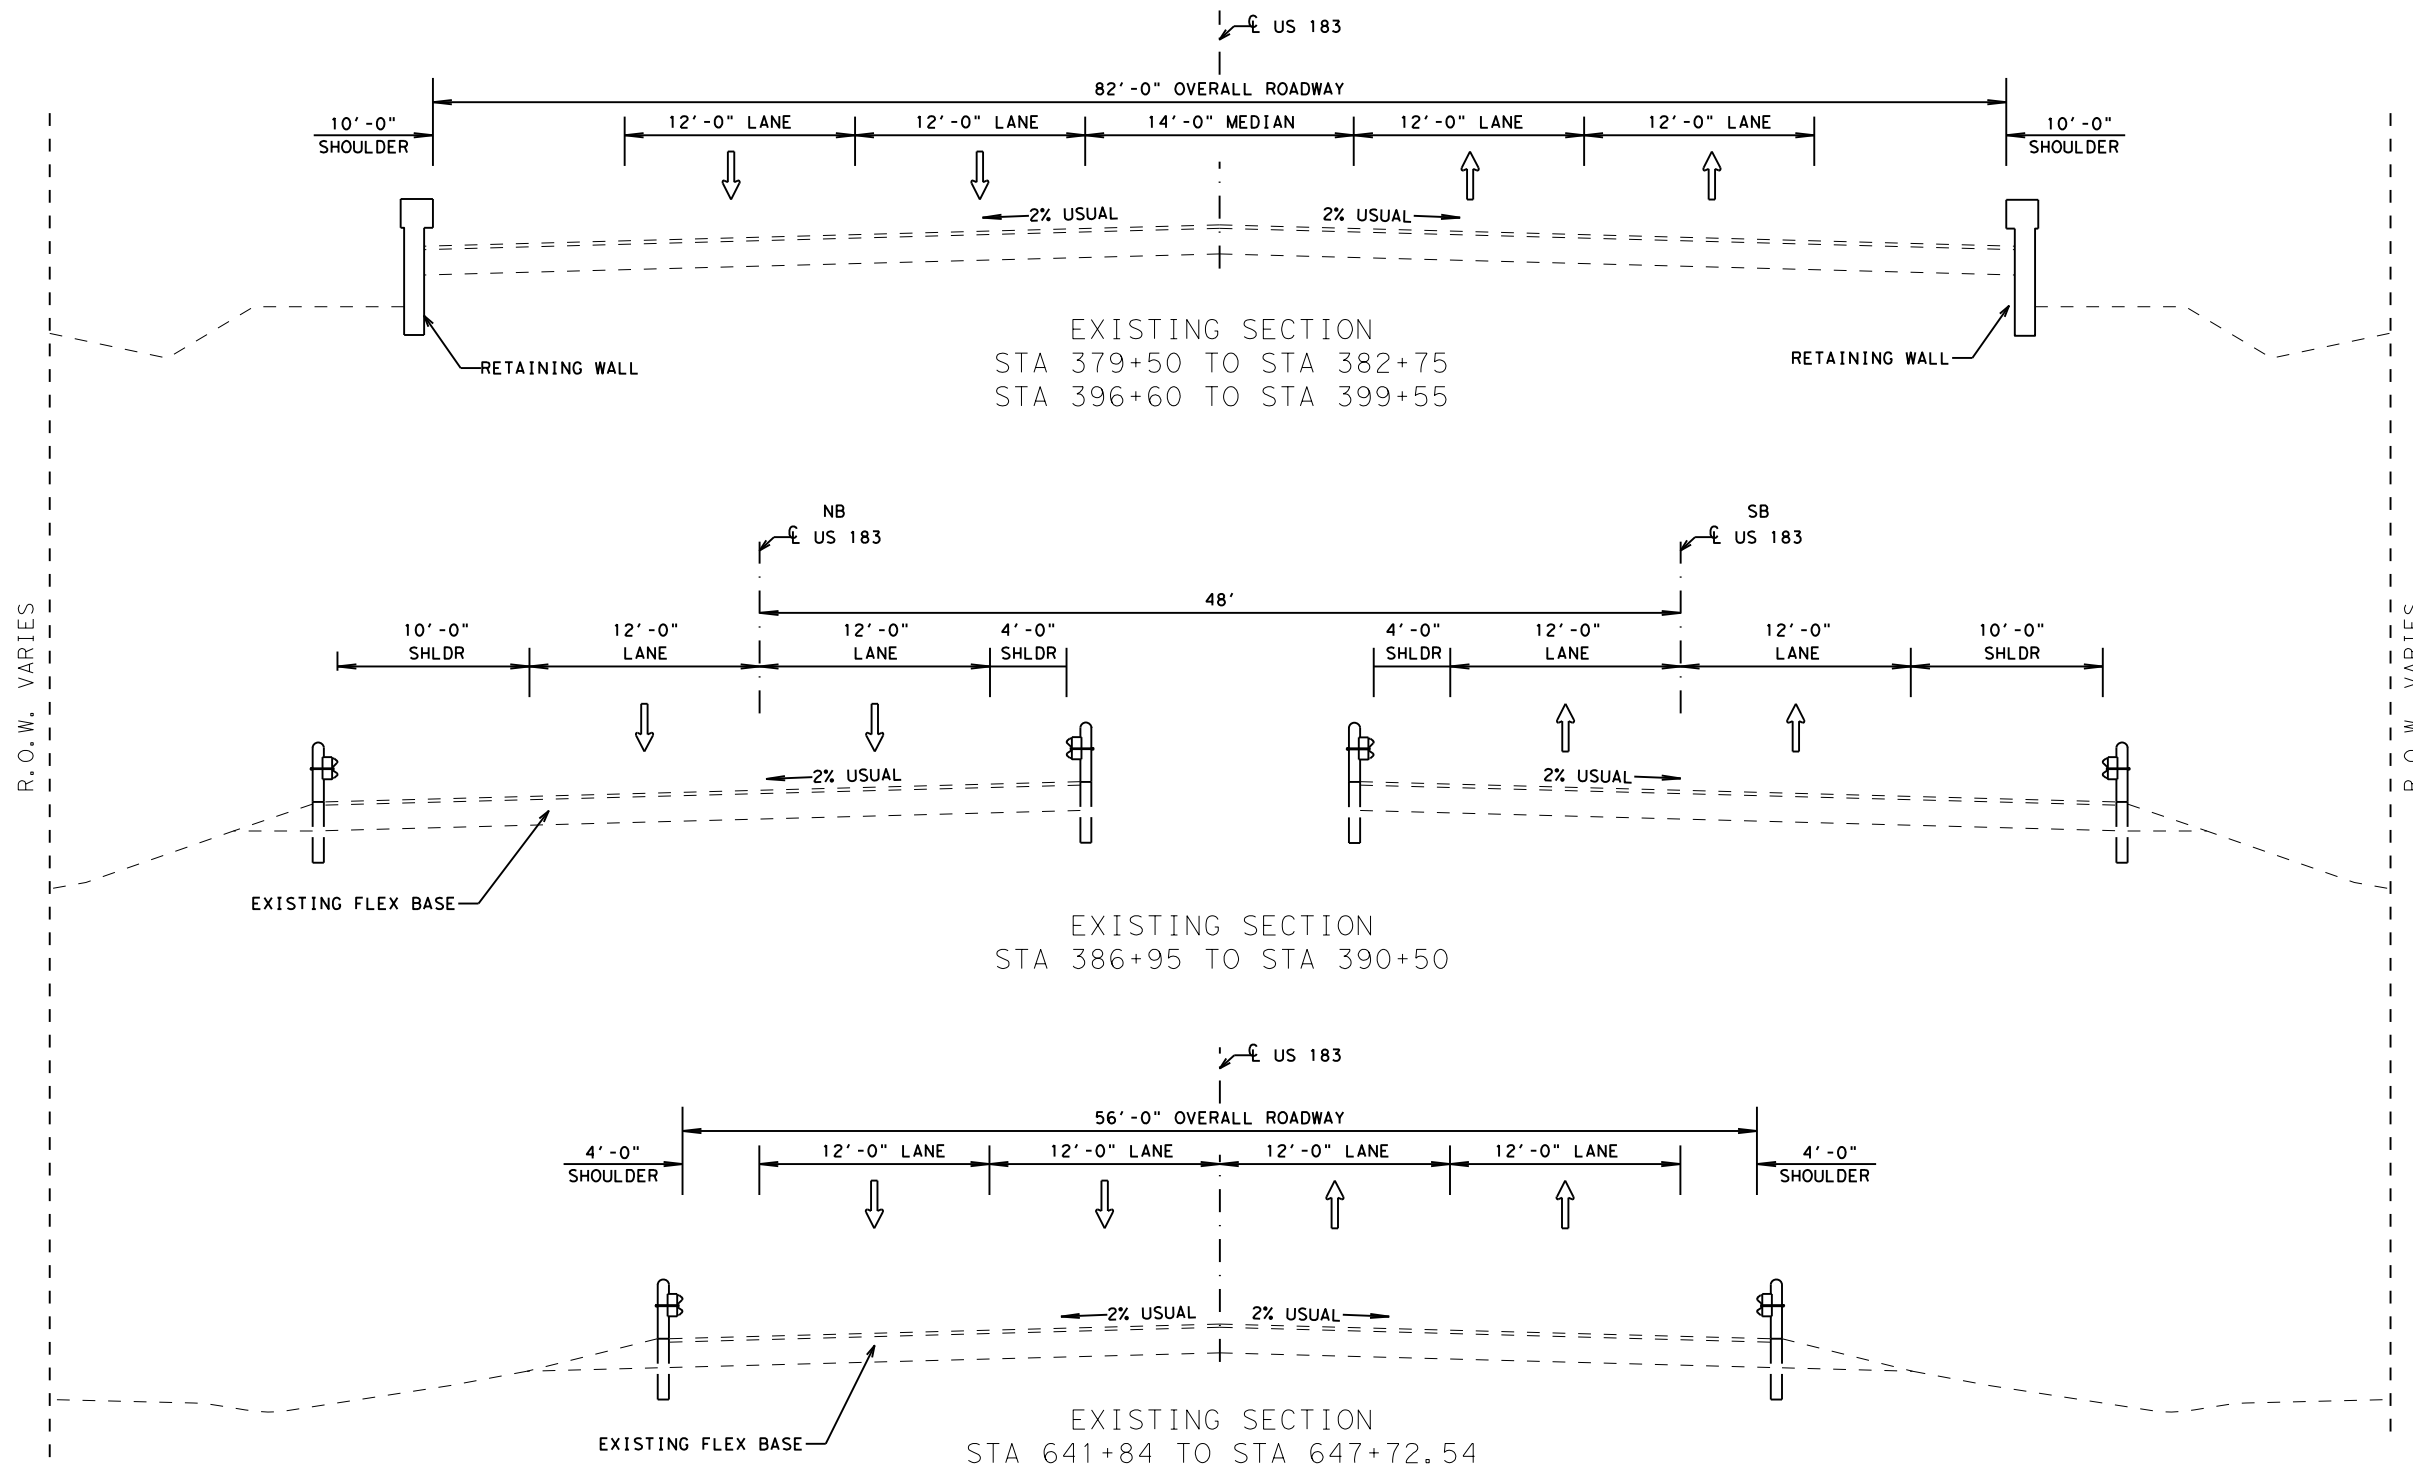 ℄ US 183
82'-0" OVERALL ROADWAY
10'-0"
SHOULDER
12'-0" LANE
12'-0" LANE
14'-0" MEDIAN
12'-0" LANE
12'-0" LANE
10'-0"
SHOULDER
2% USUAL
2% USUAL
RETAINING WALL
RETAINING WALL
EXISTING SECTION
STA 379+50 TO STA 382+75
STA 396+60 TO STA 399+55
NB
℄ US 183
SB
℄ US 183
48'
10'-0"
SHLDR
12'-0"
LANE
12'-0"
LANE
4'-0"
SHLDR
4'-0"
SHLDR
12'-0"
LANE
12'-0"
LANE
10'-0"
SHLDR
R.O.W. VARIES
R.O.W. VARIES
2% USUAL
2% USUAL
EXISTING FLEX BASE
EXISTING SECTION
STA 386+95 TO STA 390+50
℄ US 183
56'-0" OVERALL ROADWAY
4'-0"
SHOULDER
12'-0" LANE
12'-0" LANE
12'-0" LANE
12'-0" LANE
4'-0"
SHOULDER
2% USUAL
2% USUAL
EXISTING FLEX BASE
EXISTING SECTION
STA 641+84 TO STA 647+72.54